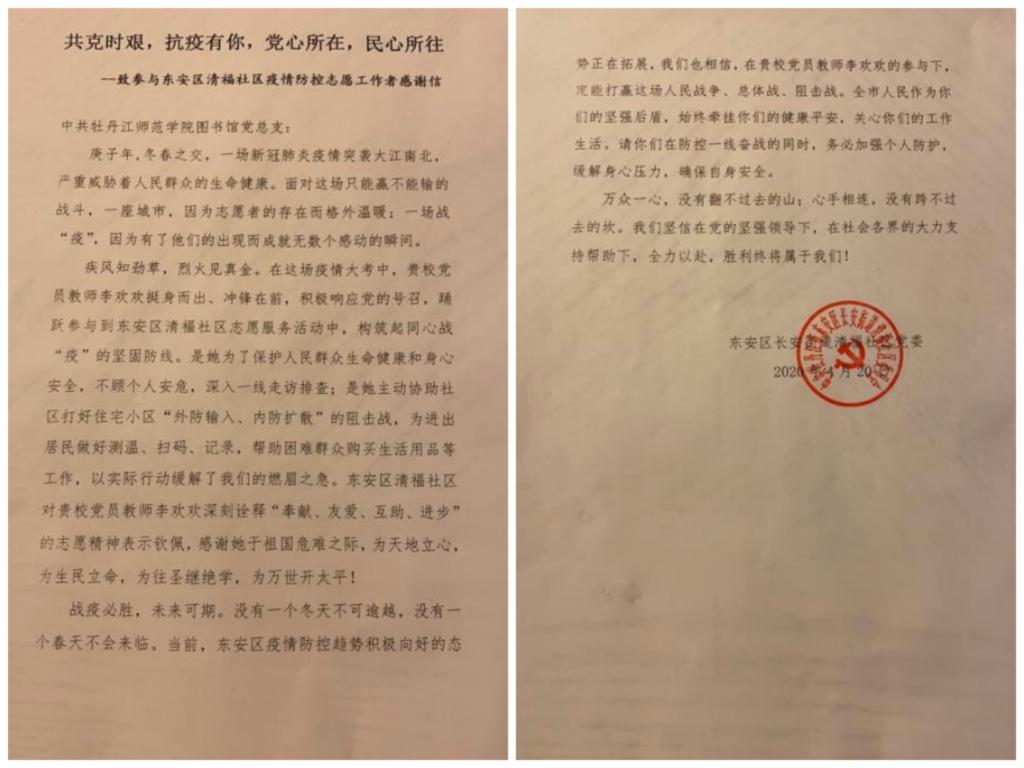 共克时艰，抗疫有你，党心所在，民心所往
--致参与东安区清福社区疫情防控志愿工作者感谢信
中共牡丹江师范学院图书馆党总支：
庚子年，冬春之交，一场新冠肺炎疫情突袭大江南北，
严重威胁着人民群众的生命健康。面对这场只能赢不能输的
战斗，一座城市，因为志愿者的存在而格外温暖；一场战
“疫”，因为有了他们的出现而成就无数个感动的瞬间。
疾风知劲草，烈火见真金。在这场疫情大考中，贵校党
员教师李欢欢挺身而出、冲锋在前，积极响应党的号召，踊
跃参与到东安区清福社区志愿服务活动中，构筑起同心战
“疫”的坚固防线。是她为了保护人民群众生命健康和身心
安全，不顾个人安危，深入一线走访排查；是她主动协助社
区打好住宅小区“外防输入、内防扩散”的阻击战，为进出
居民做好测温、扫码、记录，帮助困难群众购买生活用品等
工作，以实际行动缓解了我们的燃眉之急。东安区清福社区
对贵校党员教师李欢欢深刻诠释“奉献、友爱、互助、进步”
的志愿精神表示钦佩，感谢她于祖国危难之际，为天地立心，
为生民立命，为往圣继绝学，为万世开太平！
战疫必胜，未来可期。没有一个冬天不可逾越，没有一
个春天不会来临。当前，东安区疫情防控趋势积极向好的态
势正在拓展，我们也相信，在贵校党员教师李欢欢的参与下，
定能打赢这场人民战争、总体战、阻击战。全市人民作为你
们的坚强后盾，始终牵挂你们的健康平安，关心你们的工作
生活。请你们在防控一线奋战的同时，务必加强个人防护，
缓解身心压力，确保自身安全。
万众一心，没有翻不过去的山；心手相连，没有跨不过
去的坎。我们坚信在党的坚强领导下，在社会各界的大力支
持帮助下，全力以赴，胜利终将属于我们！
东安区长安街道清福社区党委
2020年4月20日